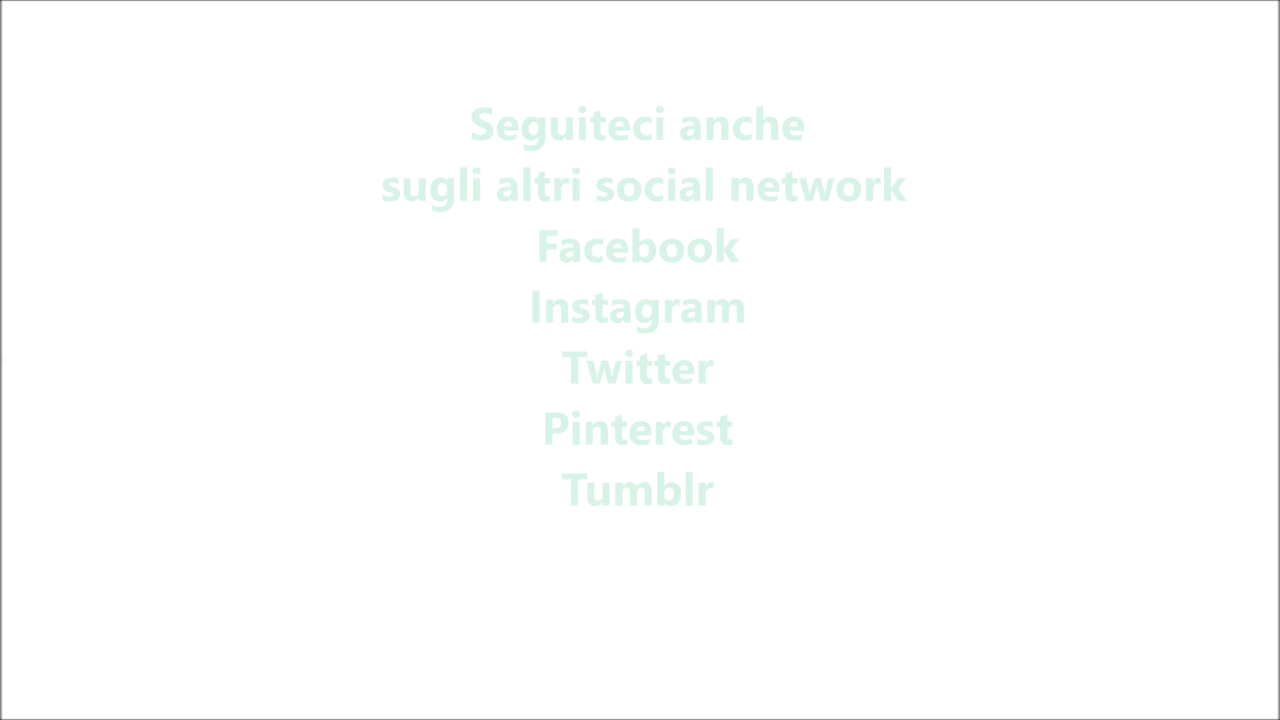 Seguiteci anche
sugli altri social network
Facebook
Instagram
Twitter
Pinterest
Tumblr